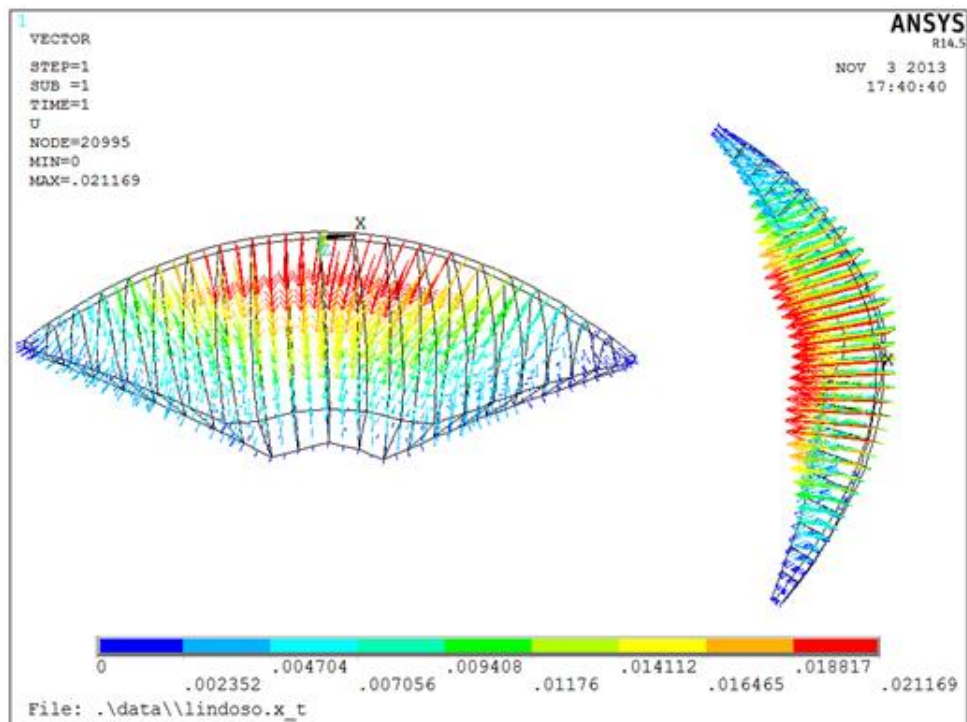 1
VECTOR
STEP=1
SUB =1
TIME=1
U
NODE=20995
MIN=0
MAX=.021169
ANSYS
R14.5
NOV  3 2013
17:40:40
X
X
0
.002352
.004704
.007056
.009408
.01176
.014112
.016465
.018817
.021169
File: .\data\\lindoso.x_t